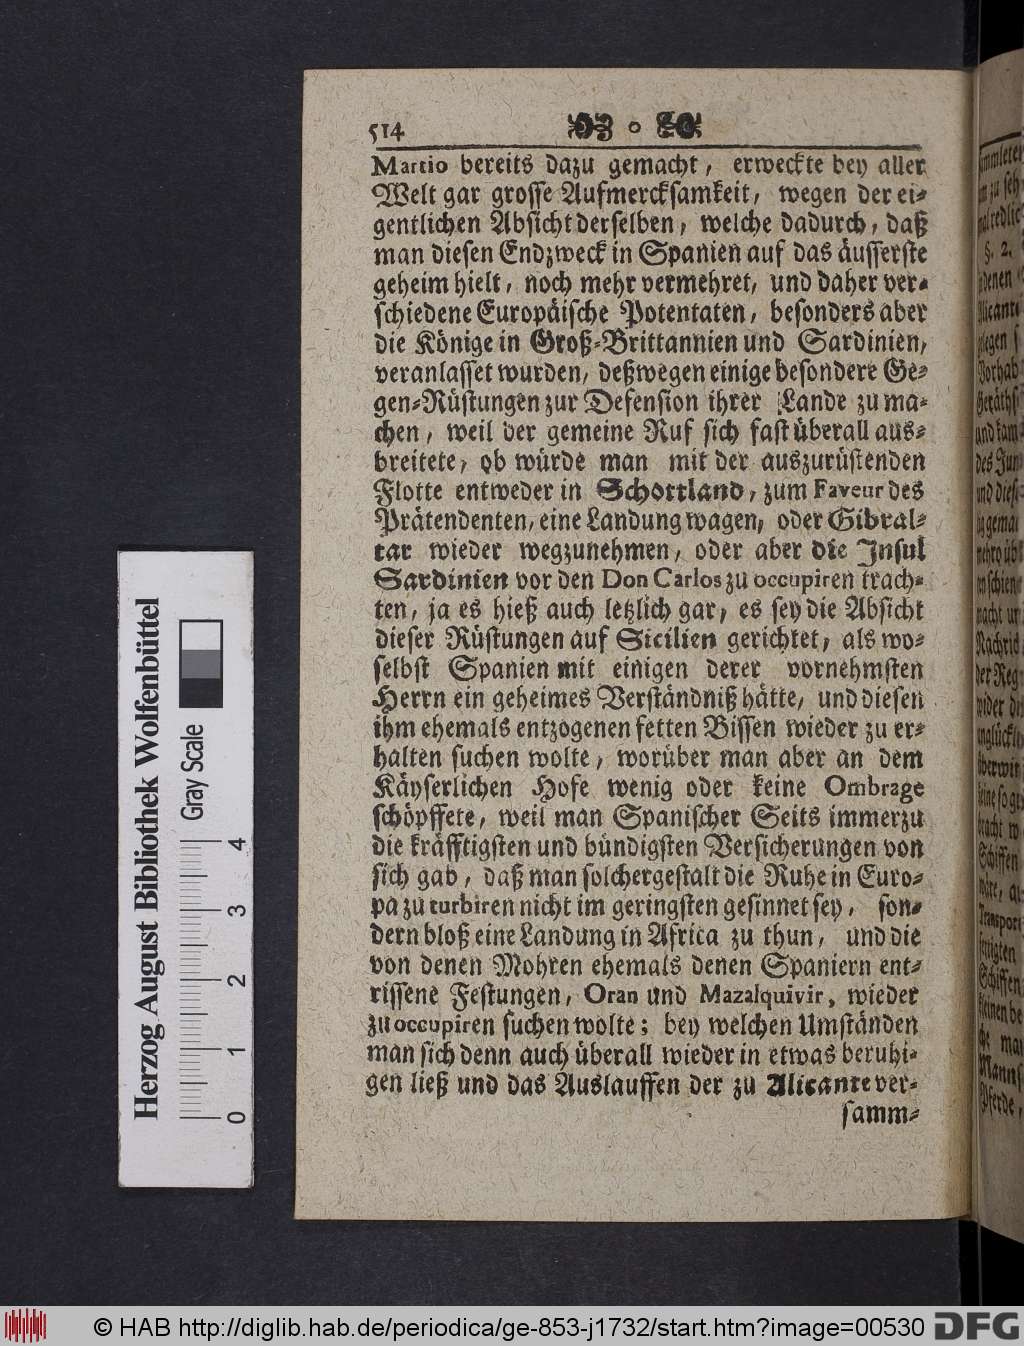 514
Martio bereits dazu gemacht, erweckte bey aller
Welt gar grosse Aufmercksamkeit, wegen der ei-
gentlichen Absicht derselben, welche dadurch, daß
man diesen Endzweck in Spanien auf das äusserste
geheim hielt, noch mehr vermehret, und daher ver-
schiedene Europäische Potentaten, besonders aber
die Könige in Groß-Brittannien und Sardinien,
veranlasset wurden, deßwegen einige besondere Ge-
gen-Rüstungen zur Defension ihrer Lande zu ma-
chen, weil der gemeine Ruf sich fast überall aus-
breitete, ob würde man mit der auszurüstenden
Flotte entweder in Schottland, zum Faveur des
Prätendenten, eine Landung wagen, oder Gibral-
tar wieder wegzunehmen, oder aber die Insul
Sardinien vor den Don Carlos zu occupiren trach-
ten, ja es hieß auch letzlich gar, es sey die Absicht
dieser Rüstungen auf Sicilien gerichtet, als wo-
selbst Spanien mit einigen derer vornehmsten
Herrn ein geheimes Verständniß hätte, und diesen
ihm ehemals entzogenen fetten Bissen wieder zu er-
halten suchen wolte, worüber man aber an dem
Käyserlichen Hofe wenig oder keine Ombrage
schöpffete, weil man Spanischer Seits immerzu
die kräfftigsten und bündigsten Versicherungen von
sich gab, daß man solchergestalt die Ruhe in Euro-
pa zu turbiren nicht im geringsten gesinnet sey, son-
dern bloß eine Landung in Africa zu thun, und die
von denen Mohren ehemals denen Spaniern ent-
rissene Festungen, Oran und Mazalquivir, wieder
zu occupiren suchen wolte; bey welchen Umständen
man sich denn auch überall wieder in etwas beruhi-
gen ließ und das Auslauffen der zu Alicante ver-
samm-
Herzog August Bibliothek Wolfenbüttel
Gray Scale
0 1 2 3 4
§. 2.
© HAB http://diglib.hab.de/periodica/ge-853-j1732/start.htm?image=00530
DFG